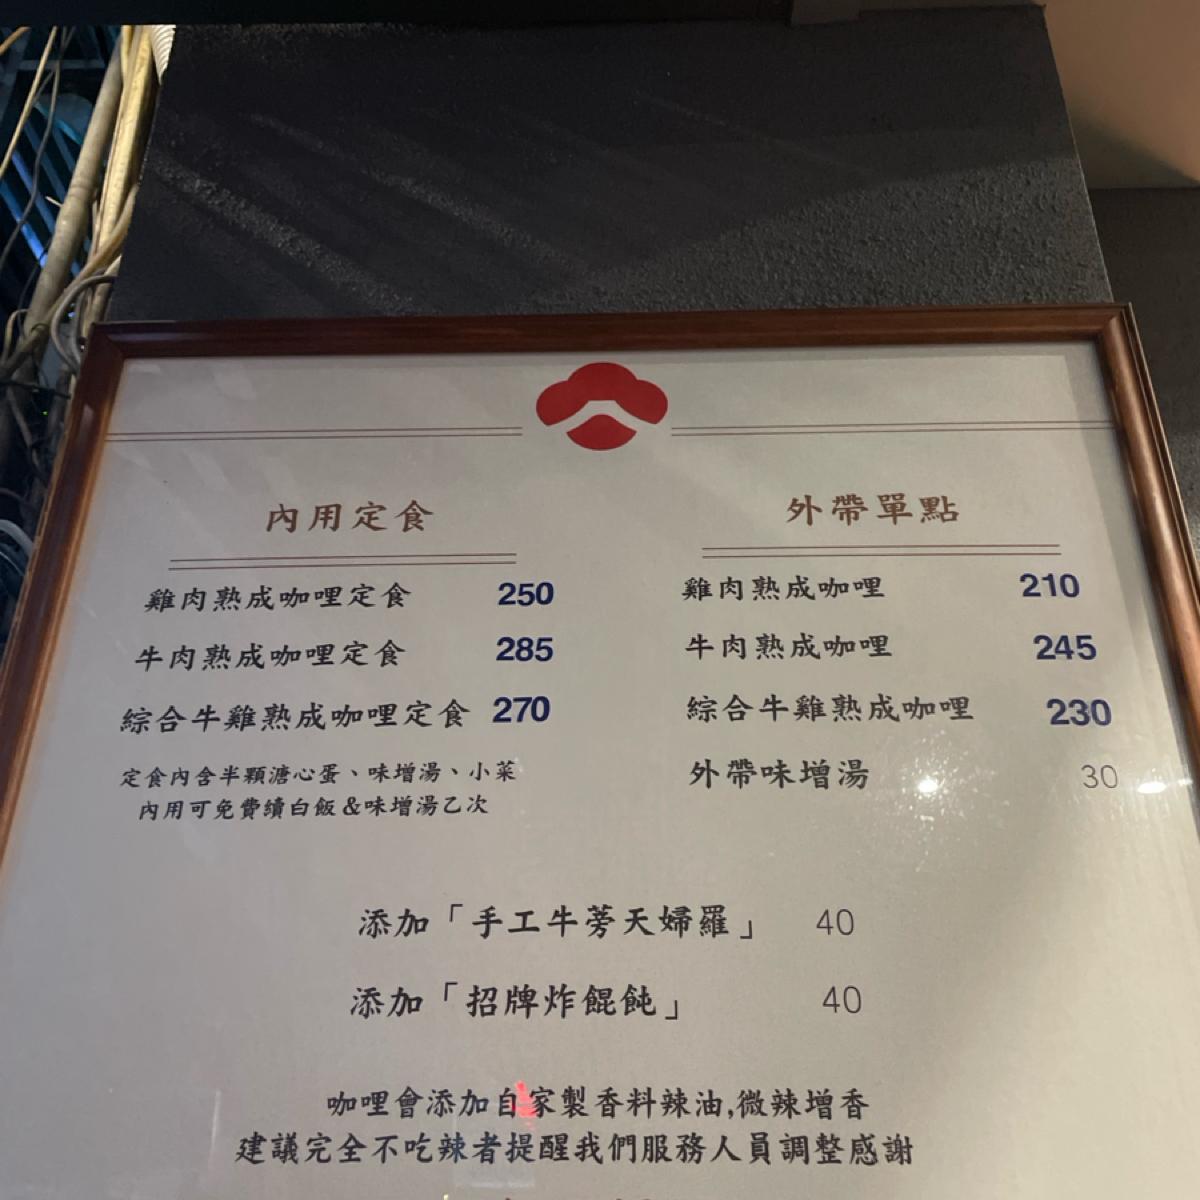 內用定食
雞肉熟成咖哩定食 250
牛肉熟成咖哩定食 285
綜合牛雞熟成咖哩定食 270
定食內含半顆溏心蛋、味增湯、小菜
內用可免費續白飯&味增湯乙次
外帶單點
雞肉熟成咖哩 210
牛肉熟成咖哩 245
綜合牛雞熟成咖哩 230
外帶味增湯 30
添加「手工牛蒡天婦羅」 40
添加「招牌炸餛飩」 40
咖哩會添加自家製香料辣油,微辣增香
建議完全不吃辣者提醒我們服務人員調整感謝